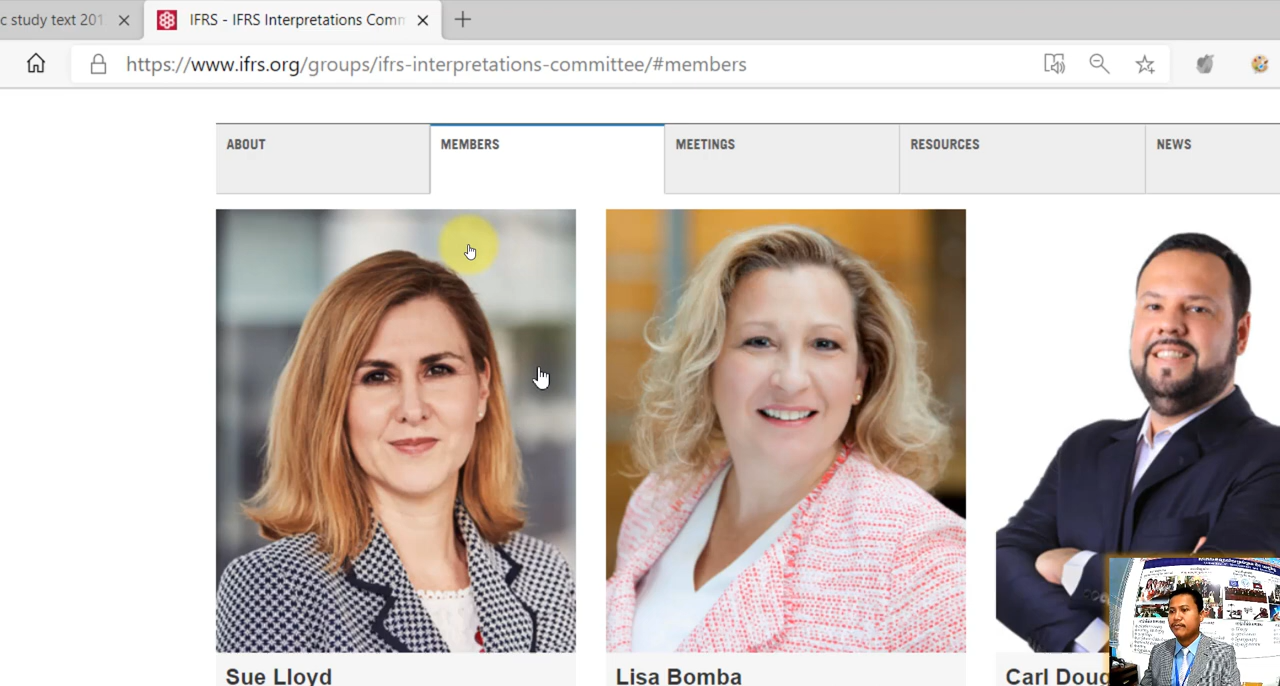 c study text 201
IFRS - IFRS Interpretations Comm
https://www.ifrs.org/groups/ifrs-interpretations-committee/#members
ABOUT
MEMBERS
MEETINGS
RESOURCES
NEWS
Sue Lloyd
Lisa Bomba
Carl Doug